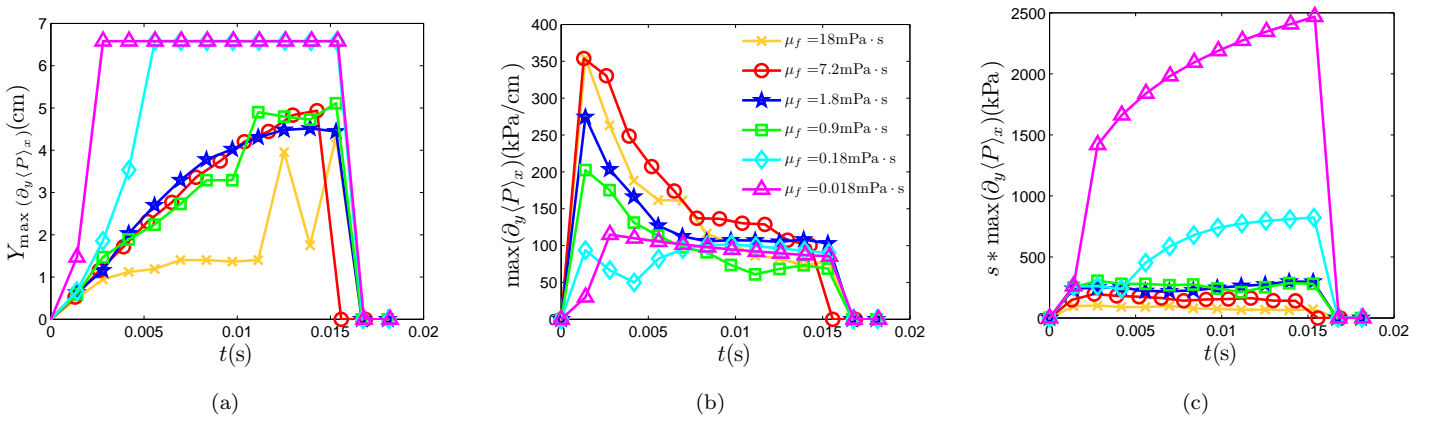 7
6
5
4
3
2
1
0
0
0.005
0.01
0.015
0.02
Y_max (∂_y⟨P⟩_x)(cm)
t(s)
(a)
400
350
300
250
200
150
100
50
0
0
0.005
0.01
0.015
0.02
max(∂_y⟨P⟩_x)(kPa/cm)
t(s)
μ_f =18mPa·s
μ_f =7.2mPa·s
μ_f =1.8mPa·s
μ_f =0.9mPa·s
μ_f =0.18mPa·s
μ_f =0.018mPa·s
(b)
2500
2000
1500
1000
500
0
0
0.005
0.01
0.015
0.02
s * max(∂_y⟨P⟩_x)(kPa)
t(s)
(c)